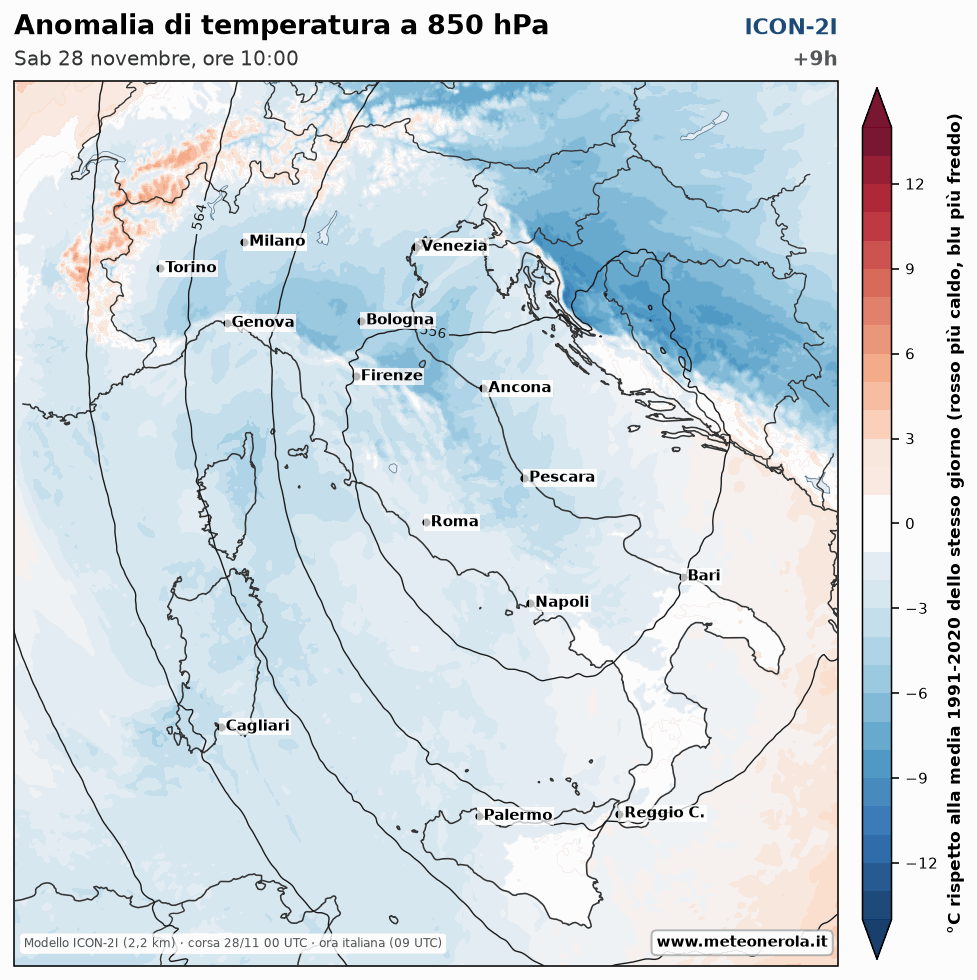 Anomalia di temperatura a 850 hPa
ICON-2I
Sab 28 novembre, ore 10:00
+9h
564
Milano
Venezia
Torino
Genova
Bologna
556
Firenze
Ancona
Pescara
Roma
Bari
Napoli
Cagliari
Palermo
Reggio C.
12
9
6
3
0
−3
−6
−9
−12
°C rispetto alla media 1991-2020 dello stesso giorno (rosso più caldo, blu più freddo)
Modello ICON-2I (2,2 km) · corsa 28/11 00 UTC · ora italiana (09 UTC)
www.meteonerola.it